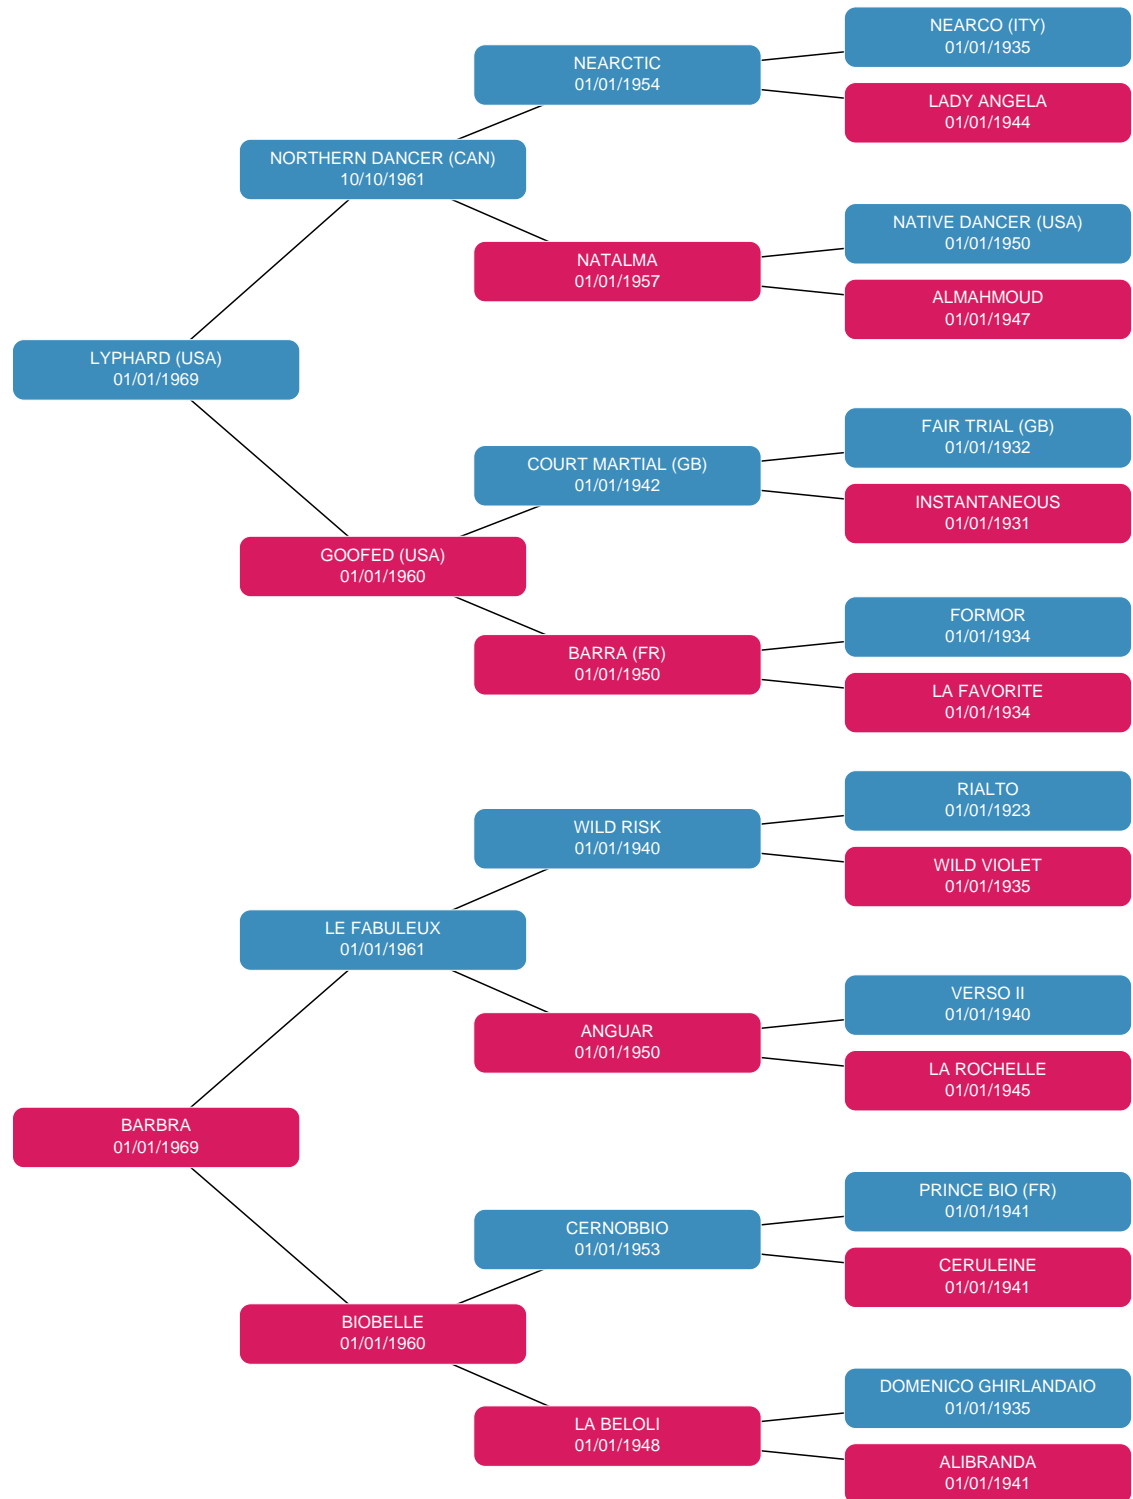 NEARCO (ITY)
01/01/1935
NEARCTIC
01/01/1954
LADY ANGELA
01/01/1944
NORTHERN DANCER (CAN)
10/10/1961
NATIVE DANCER (USA)
01/01/1950
NATALMA
01/01/1957
ALMAHMOUD
01/01/1947
LYPHARD (USA)
01/01/1969
FAIR TRIAL (GB)
01/01/1932
COURT MARTIAL (GB)
01/01/1942
INSTANTANEOUS
01/01/1931
GOOFED (USA)
01/01/1960
FORMOR
01/01/1934
BARRA (FR)
01/01/1950
LA FAVORITE
01/01/1934
RIALTO
01/01/1923
WILD RISK
01/01/1940
WILD VIOLET
01/01/1935
LE FABULEUX
01/01/1961
VERSO II
01/01/1940
ANGUAR
01/01/1950
LA ROCHELLE
01/01/1945
BARBRA
01/01/1969
PRINCE BIO (FR)
01/01/1941
CERNOBBIO
01/01/1953
CERULEINE
01/01/1941
BIOBELLE
01/01/1960
DOMENICO GHIRLANDAIO
01/01/1935
LA BELOLI
01/01/1948
ALIBRANDA
01/01/1941